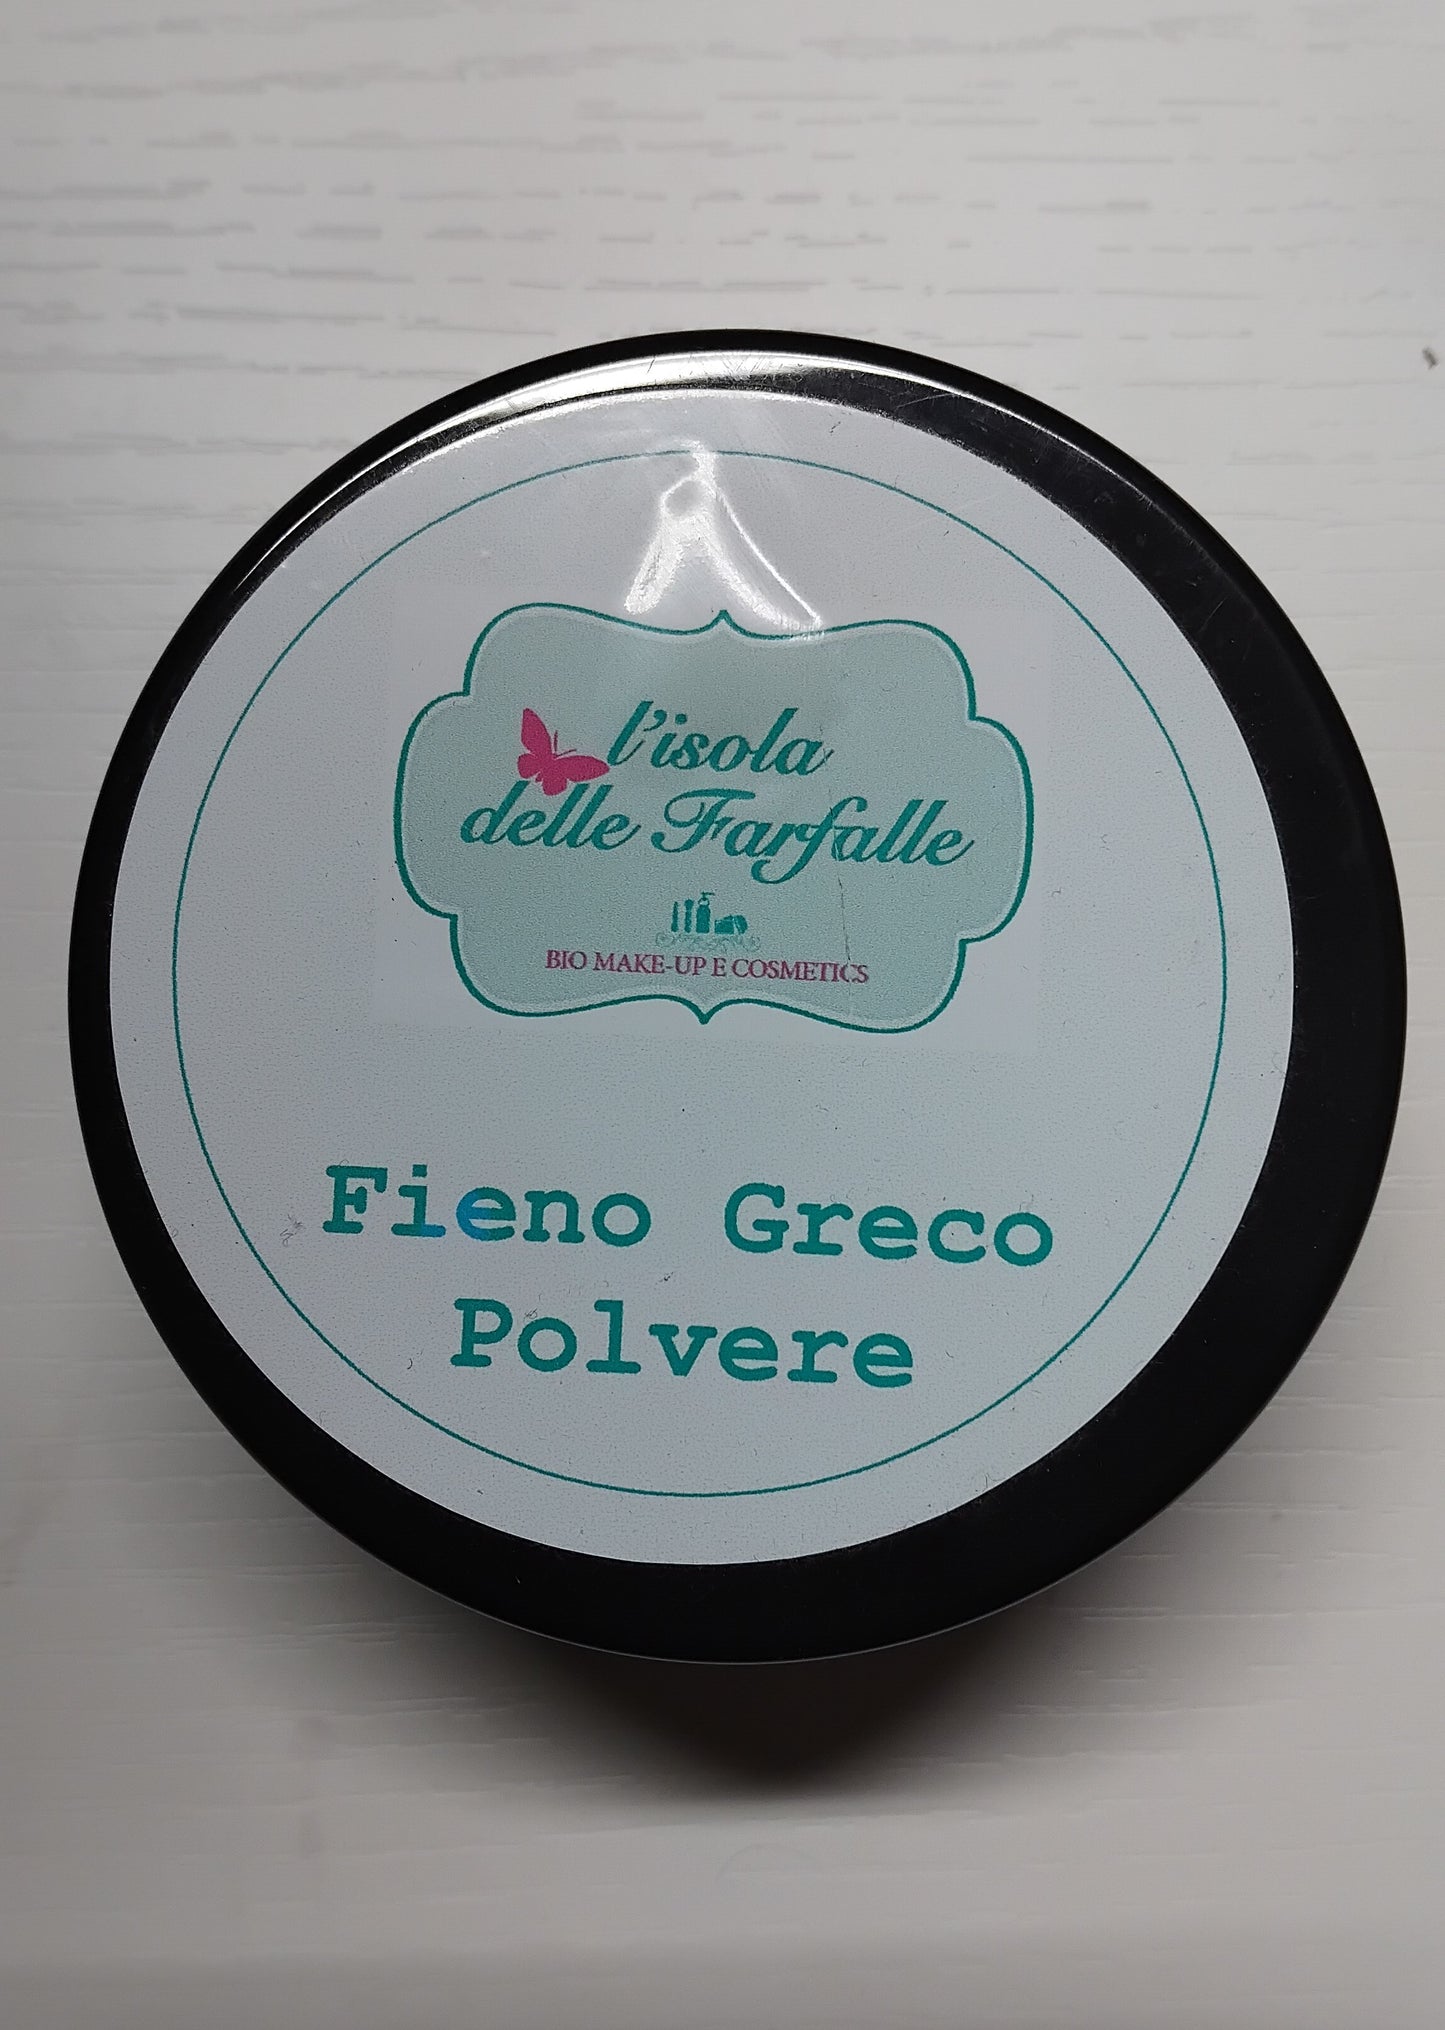 l'isola
delle Farfalle
BIO MAKE-UP E COSMETICS
Fieno Greco
Polvere